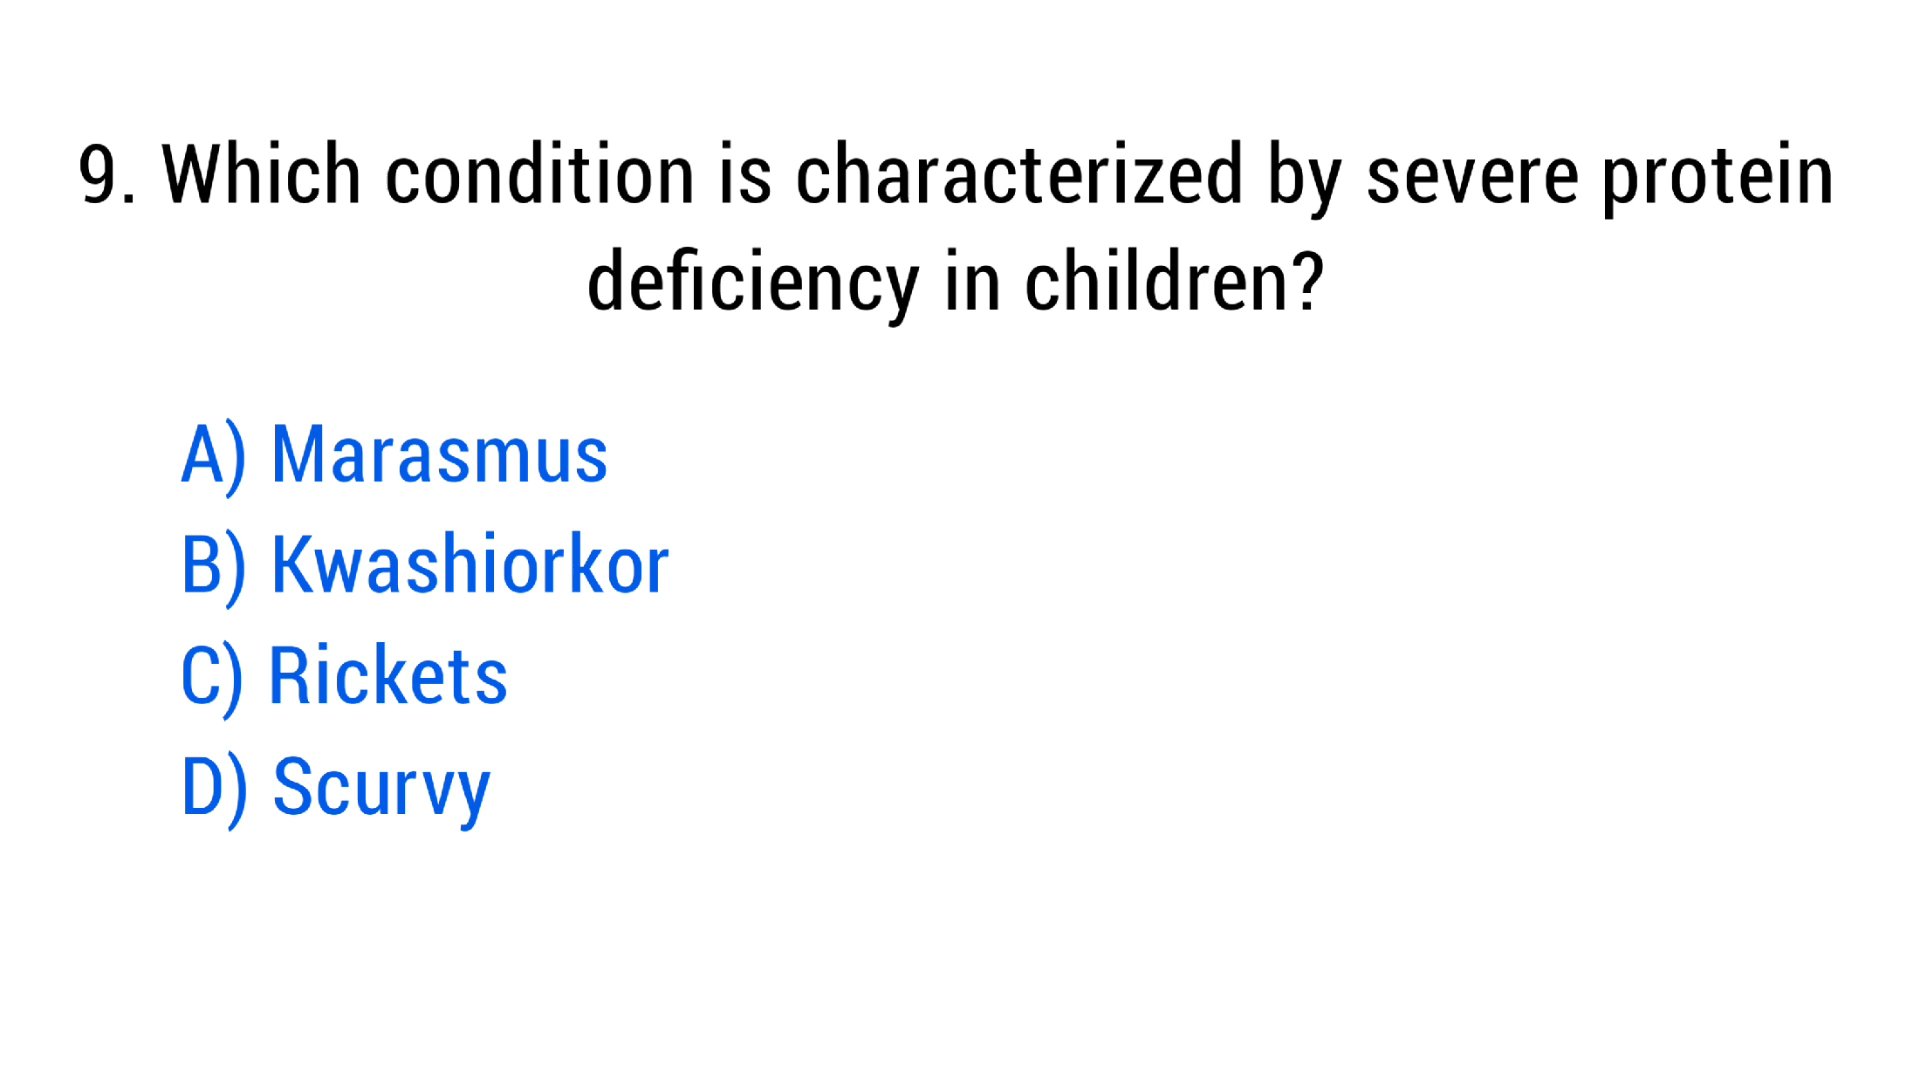 9. Which condition is characterized by severe protein
deficiency in children?
A) Marasmus
B) Kwashiorkor
C) Rickets
D) Scurvy